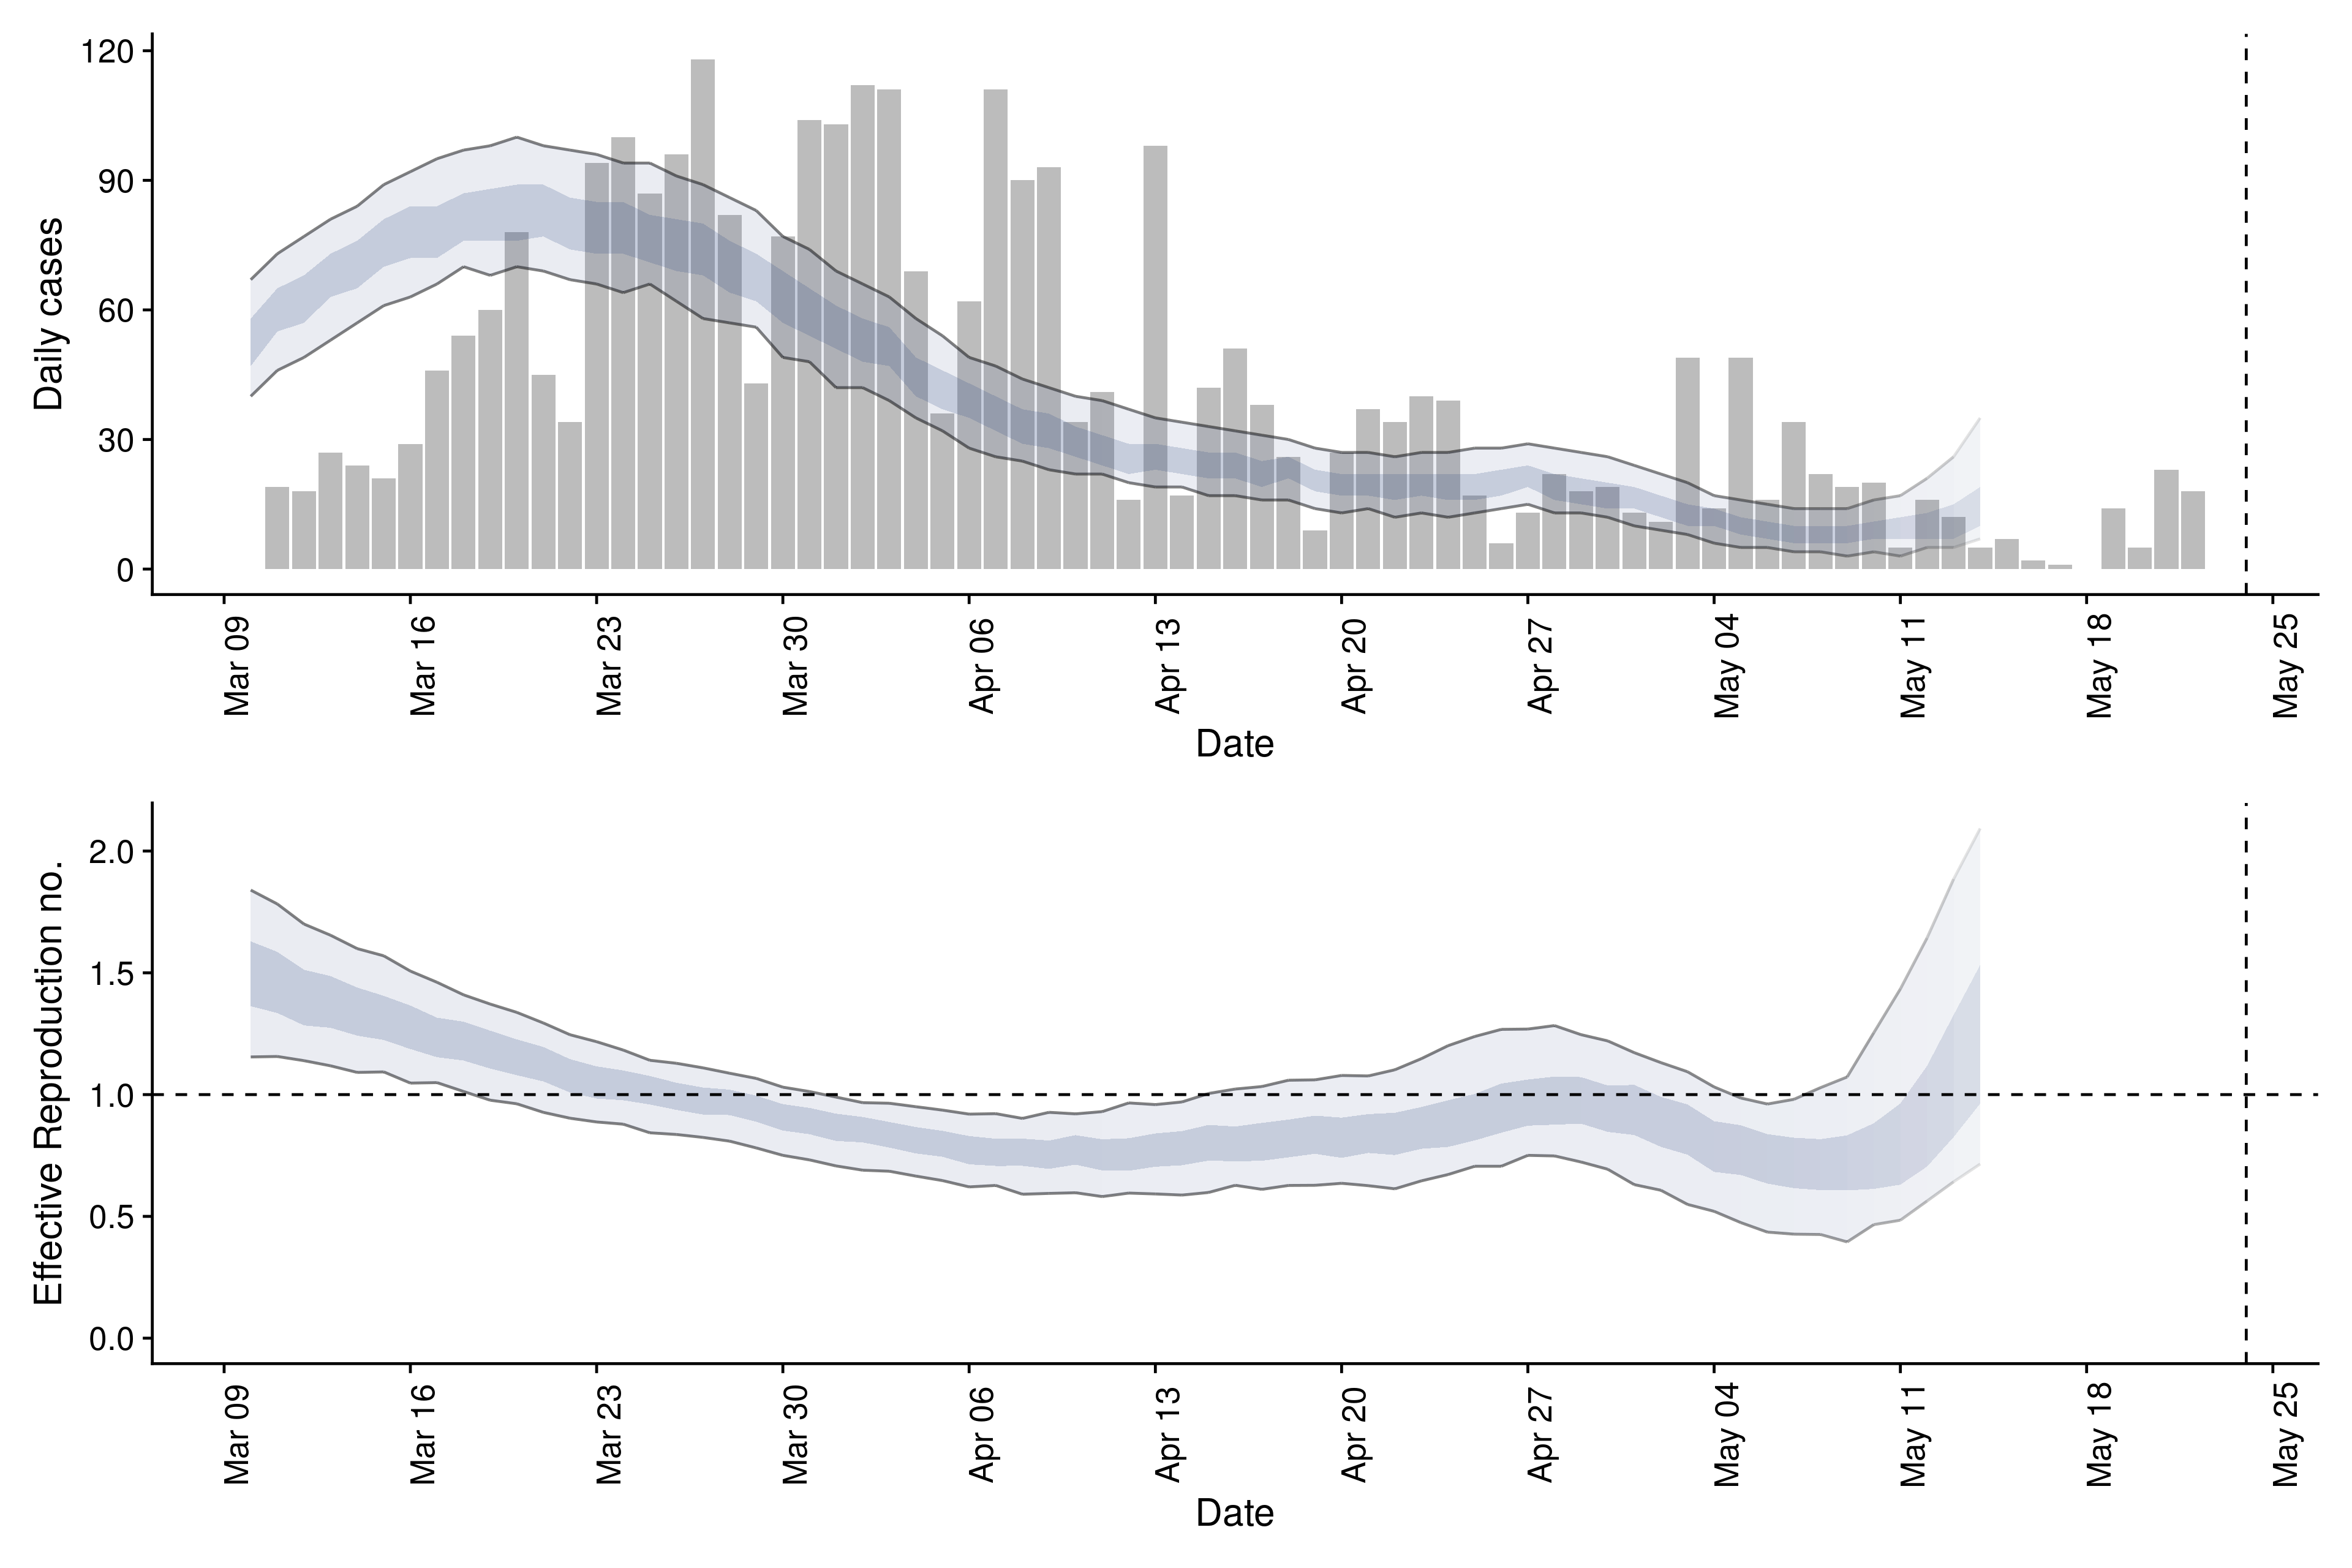 Daily cases
120
90
60
30
0
Mar 09
Mar 16
Mar 23
Mar 30
Apr 06
Apr 13
Apr 20
Apr 27
May 04
May 11
May 18
May 25
Date
Effective Reproduction no.
2.0
1.5
1.0
0.5
0.0
Mar 09
Mar 16
Mar 23
Mar 30
Apr 06
Apr 13
Apr 20
Apr 27
May 04
May 11
May 18
May 25
Date